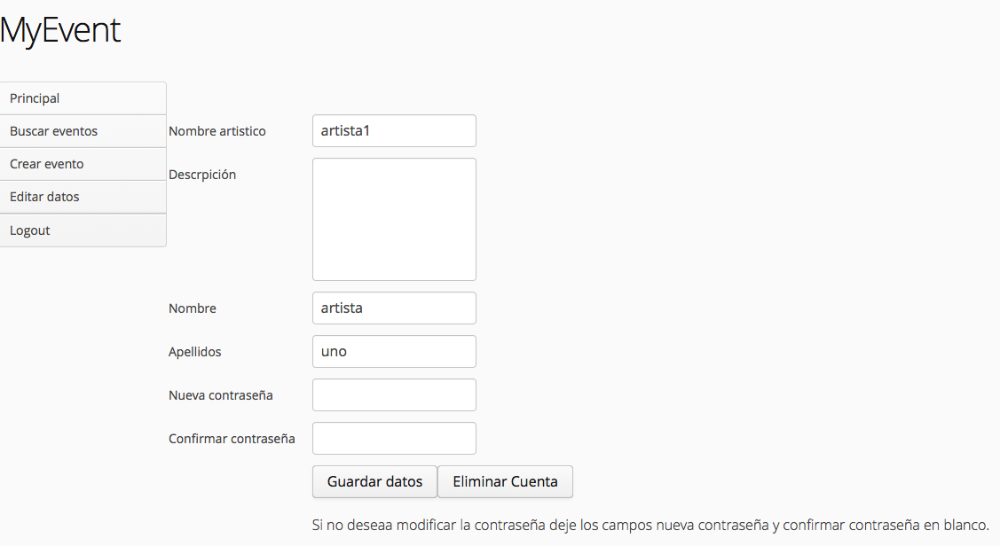 MyEvent
Principal
Buscar eventos
Crear evento
Editar datos
Logout
Nombre artistico
artista1
Descrpición
Nombre
artista
Apellidos
uno
Nueva contraseña
Confirmar contraseña
Guardar datos
Eliminar Cuenta
Si no deseaa modificar la contraseña deje los campos nueva contraseña y confirmar contraseña en blanco.